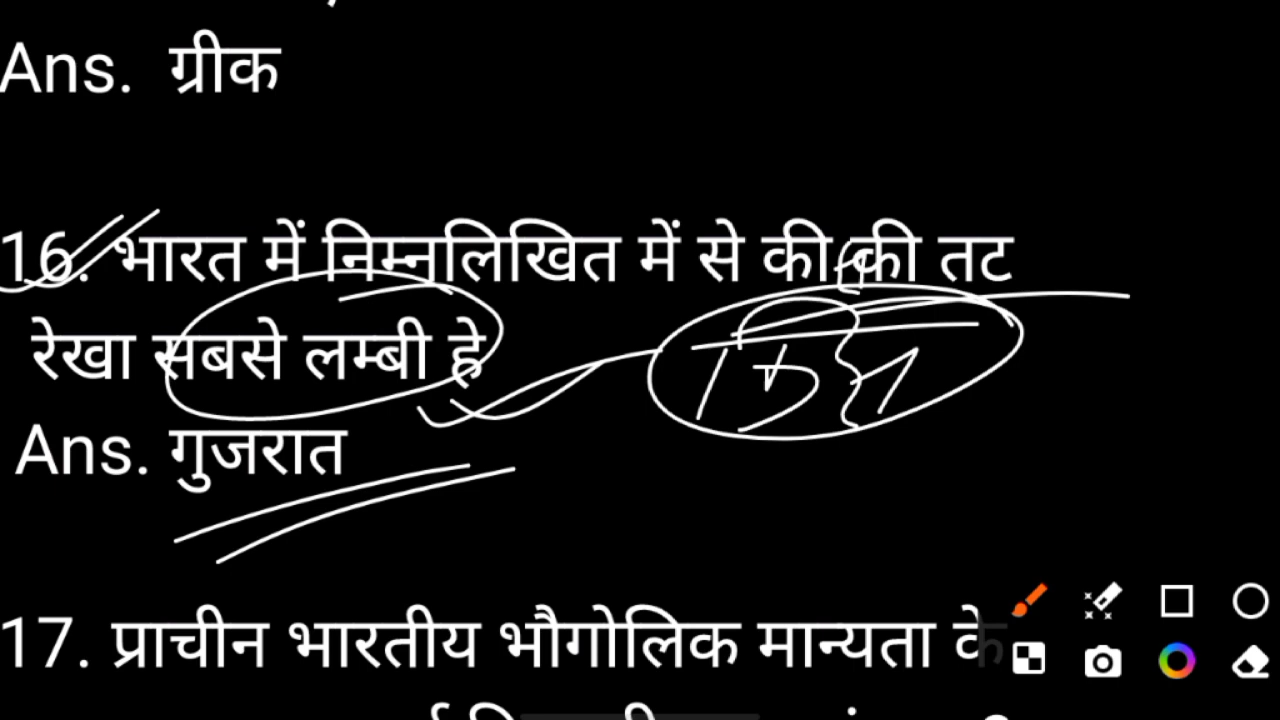 Ans. ग्रीक
16. भारत में निम्नलिखित में से की की तट
रेखा सबसे लम्बी हे
Ans. गुजरात
17. प्राचीन भारतीय भौगोलिक मान्यता के